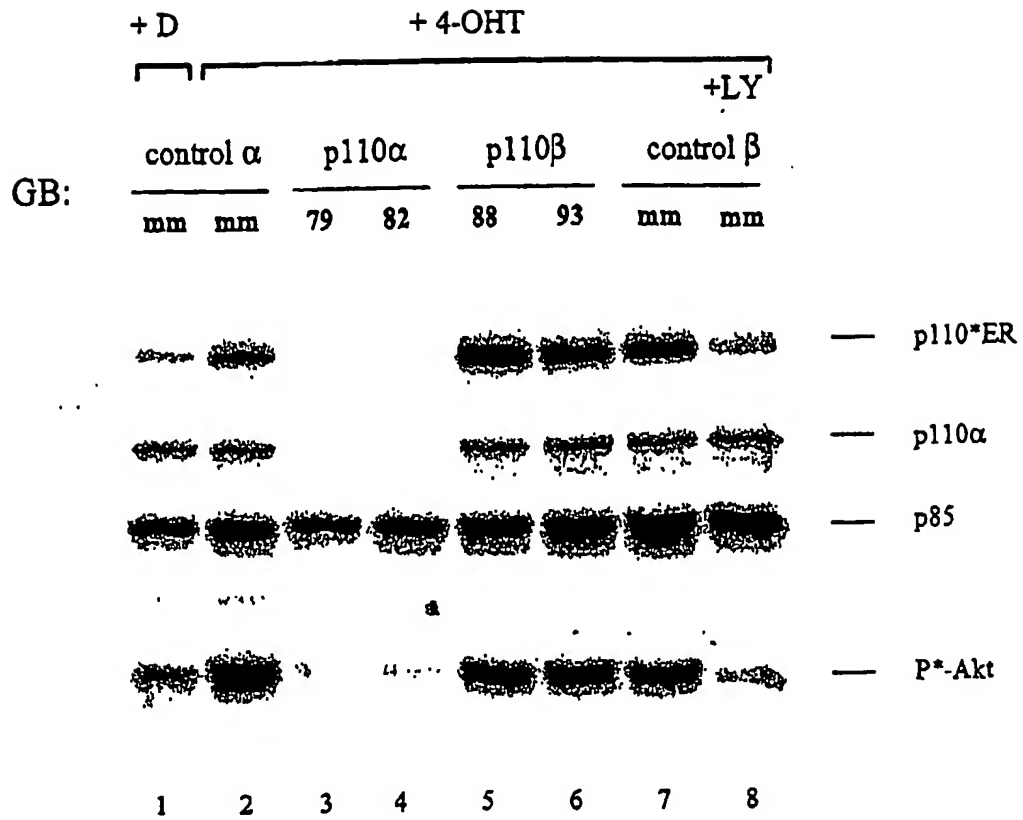 + D + 4-OHT
+LY
control α p110α p110β control β
GB:
mm mm 79 82 88 93 mm mm
p110*ER
p110α
p85
P*-Akt
1 2 3 4 5 6 7 8